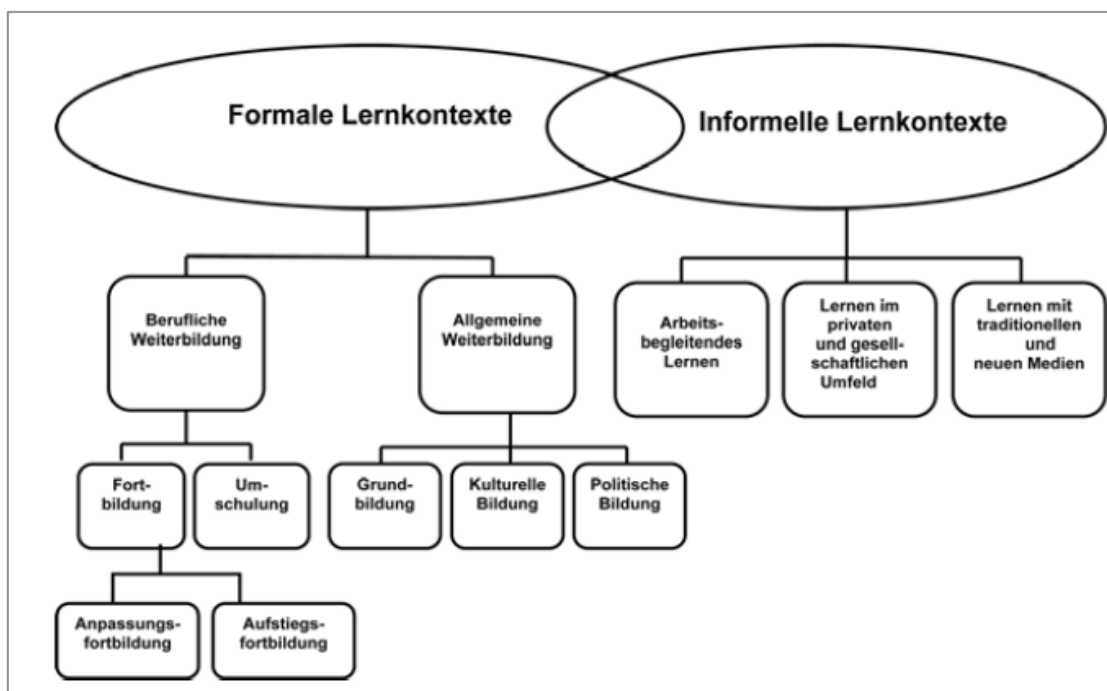 Formale Lernkontexte
Informelle Lernkontexte
Berufliche
Weiterbildung
Allgemeine
Weiterbildung
Arbeits-
begleitendes
Lernen
Lernen im
privaten
und gesell-
schaftlichen
Umfeld
Lernen mit
traditionellen
und
neuen Medien
Fort-
bildung
Um-
schulung
Grund-
bildung
Kulturelle
Bildung
Politische
Bildung
Anpassungs-
fortbildung
Aufstiegs-
fortbildung